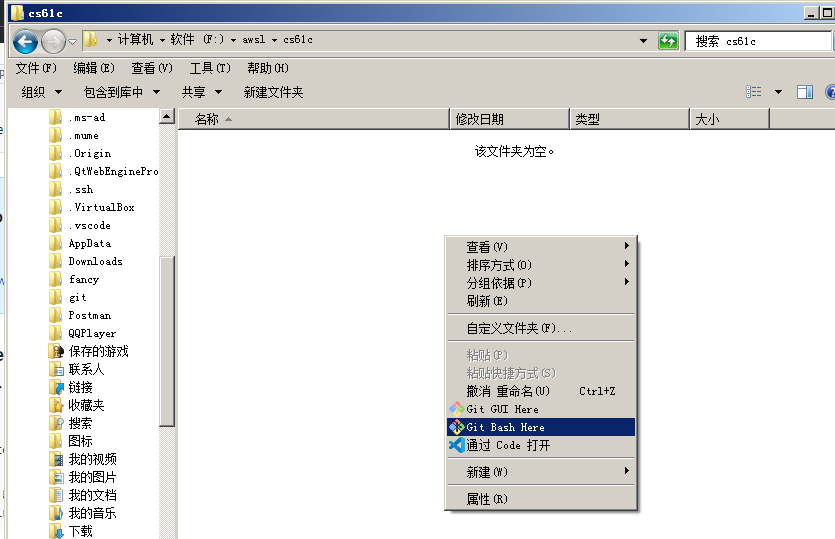 cs61c
计算机 软件 (F:) awsl cs61c
搜索 cs61c
文件(F) 编辑(E) 查看(V) 工具(T) 帮助(H)
组织 包含到库中 共享 新建文件夹
.ms-ad
.mume
.Origin
.QtWebEnginePro
.ssh
.VirtualBox
.vscode
AppData
Downloads
fancy
git
Postman
QQPlayer
保存的游戏
联系人
链接
收藏夹
搜索
图标
我的视频
我的图片
我的文档
我的音乐
下载
名称 修改日期 类型 大小
该文件夹为空。
查看(V)
排序方式(O)
分组依据(P)
刷新(E)
自定义文件夹(F)...
粘贴(P)
粘贴快捷方式(S)
撤消 重命名(U) Ctrl+Z
Git GUI Here
Git Bash Here
通过 Code 打开
新建(W)
属性(R)